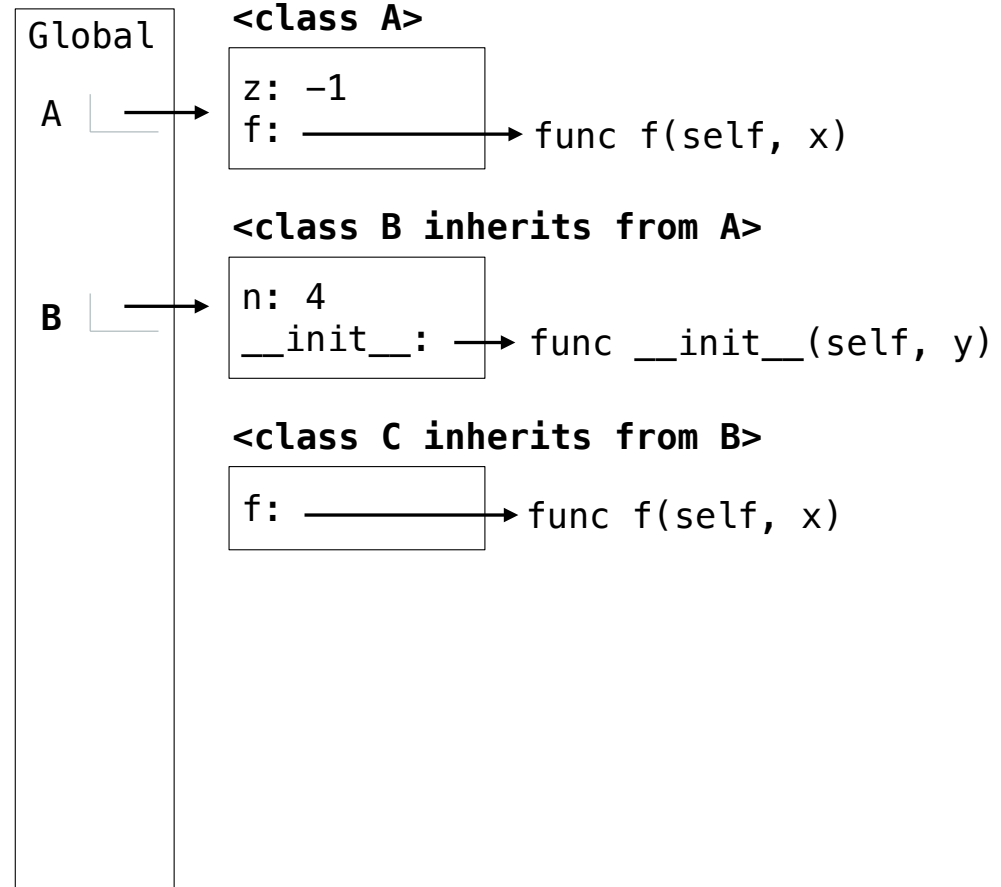 Global
A
B
<class A>
z: −1
f:
func f(self, x)
<class B inherits from A>
n: 4
__init__:
func __init__(self, y)
<class C inherits from B>
f:
func f(self, x)